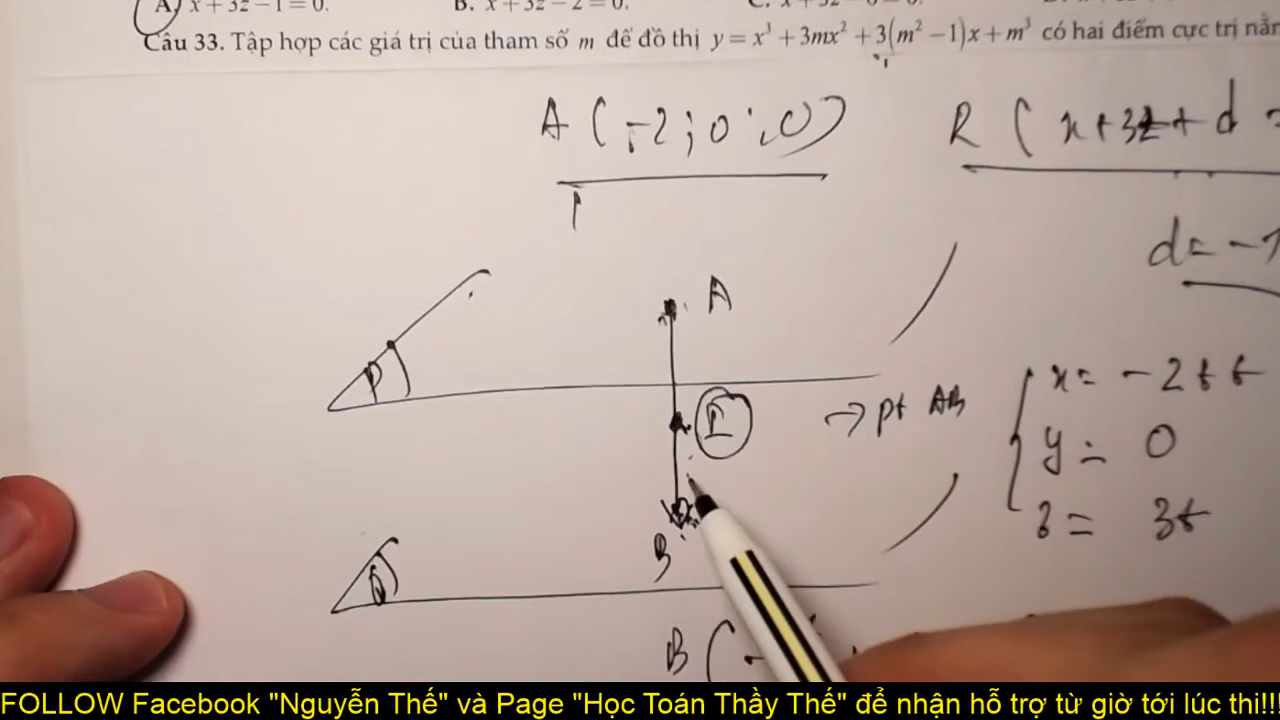 A) x + 3z − 1 = 0. B. x + 3z − 2 = 0.
Câu 33. Tập hợp các giá trị của tham số m để đồ thị y = x³ + 3mx² + 3(m² − 1)x + m³ có hai điểm cực trị nằm
A (-2; 0; 0) R (x + 3z + d =
d = -1
A
P
I → pt AB { x = -2 + t
y = 0
z = 3t
B
Q
B (-
FOLLOW Facebook "Nguyễn Thế" và Page "Học Toán Thầy Thế" để nhận hỗ trợ từ giờ tới lúc thi!!!